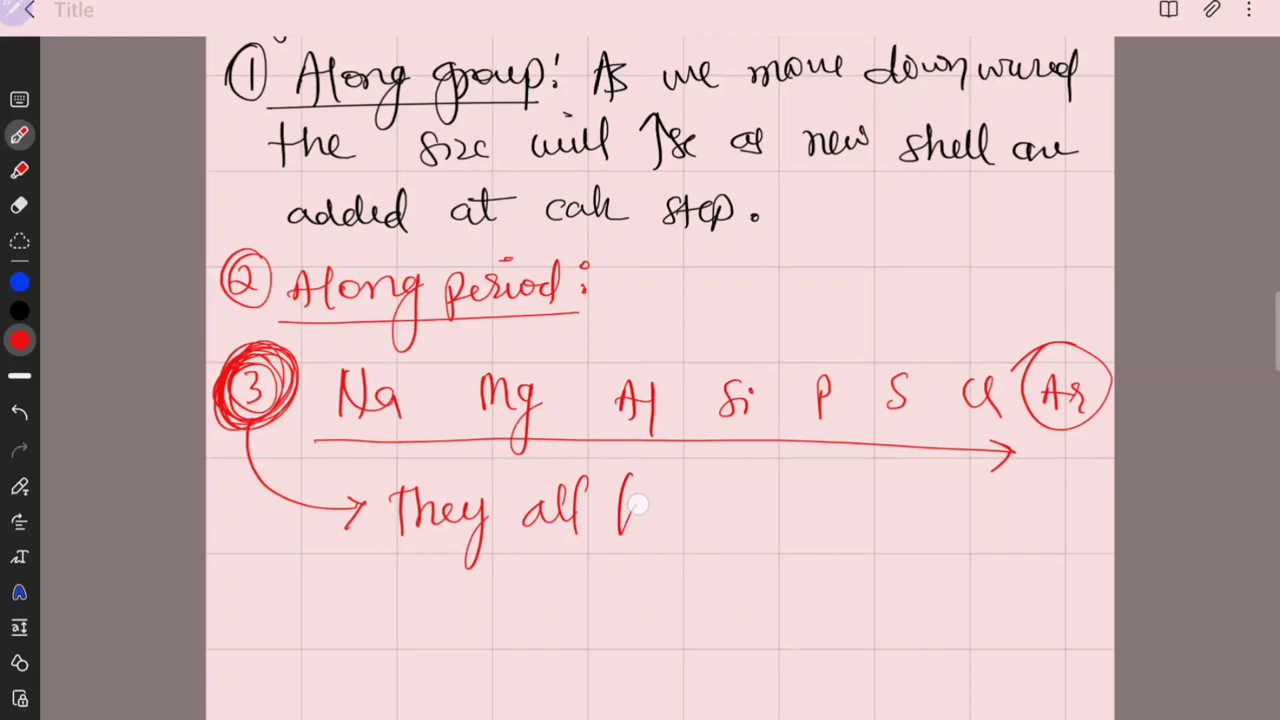 Title
① Along group: As we move downward
the size will ↑se as new shell are
added at each step.
② Along period:
③ Na Mg Al Si P S Cl Ar
→ They all